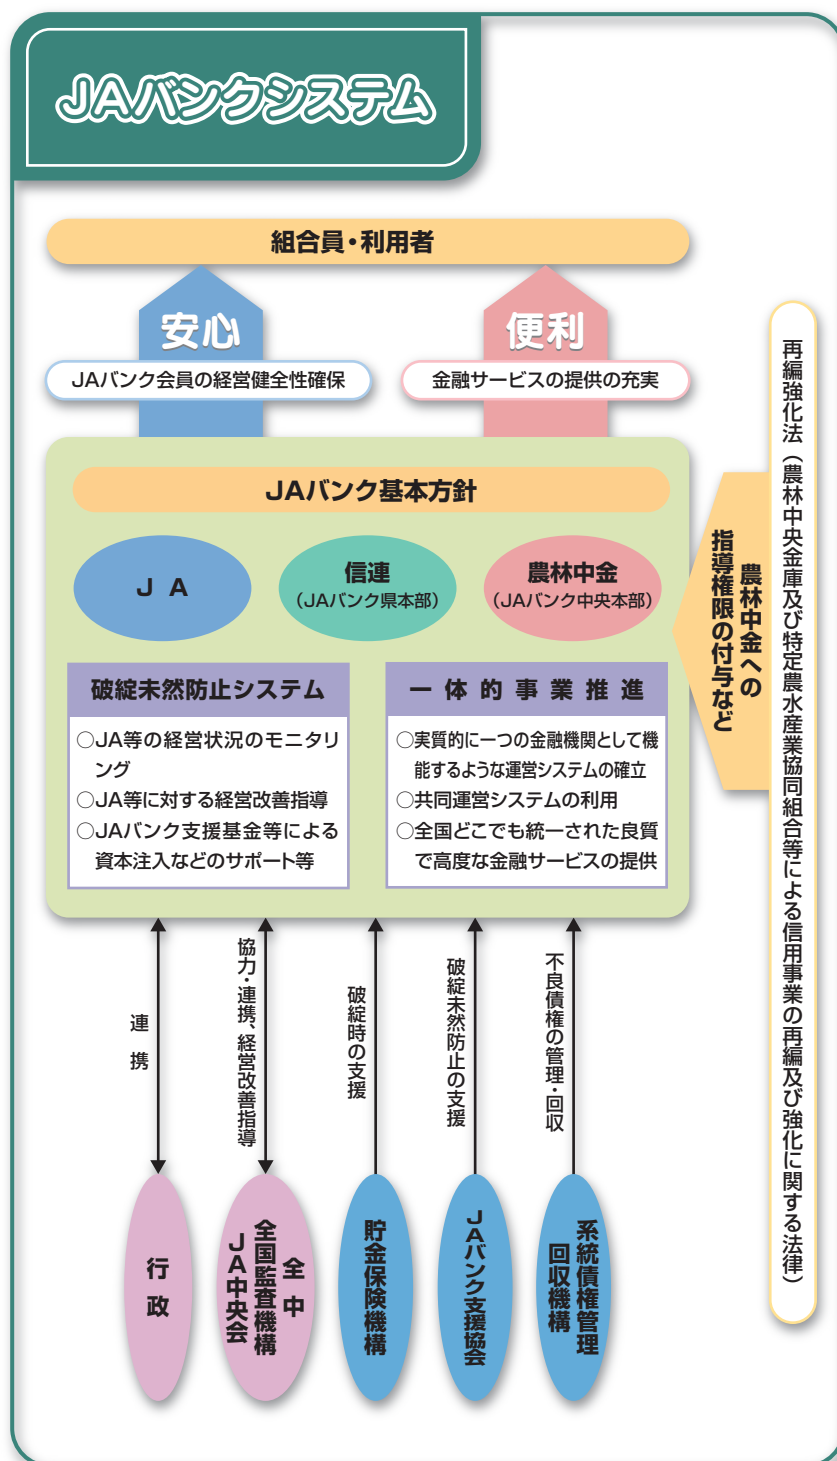 JAバンクシステム
組合員・利用者
安心
便利
JAバンク会員の経営健全性確保
金融サービスの提供の充実
JAバンク基本方針
J A
信連
（JAバンク県本部）
農林中金
（JAバンク中央本部）
破綻未然防止システム
○JA等の経営状況のモニタリ
ング
○JA等に対する経営改善指導
○JAバンク支援基金等による
資本注入などのサポート等
一体的事業推進
○実質的に一つの金融機関として機
能するような運営システムの確立
○共同運営システムの利用
○全国どこでも統一された良質
で高度な金融サービスの提供
農林中金への
指導権限の付与など
再編強化法（農林中央金庫及び特定農水産業協同組合等による信用事業の再編及び強化に関する法律）
連携
協力・連携、経営改善指導
破綻時の支援
破綻未然防止の支援
不良債権の管理・回収
行政
全中
全国監査機構
JA中央会
貯金保険機構
JAバンク支援協会
系統債権管理
回収機構